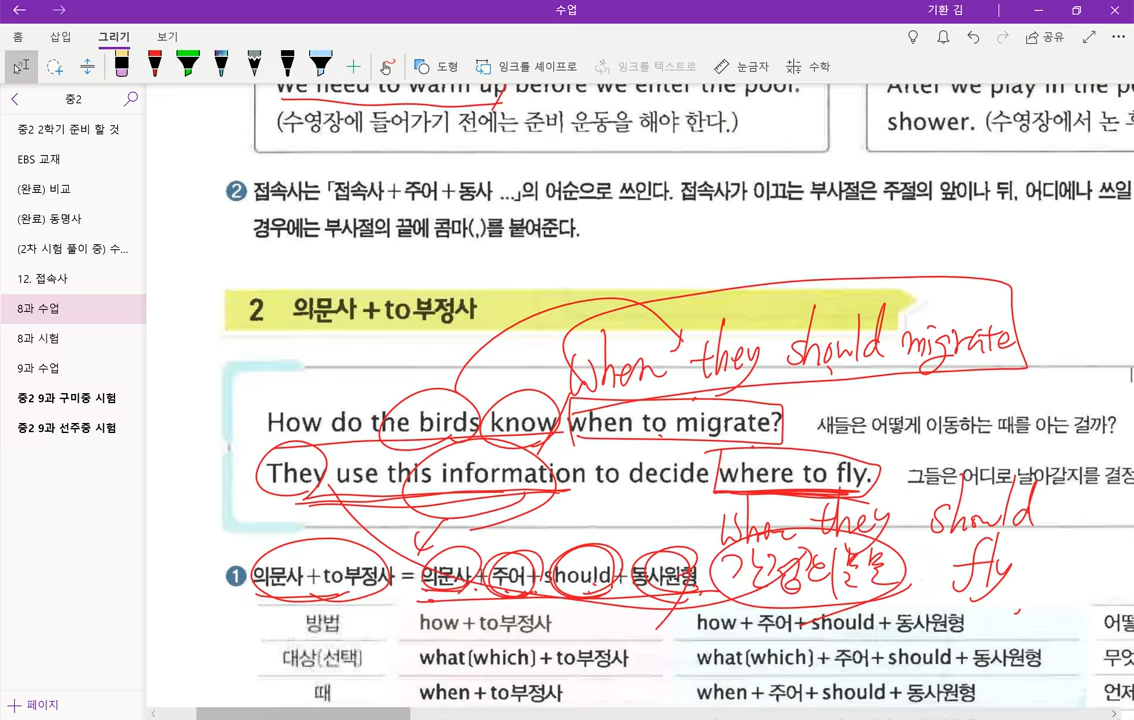 수업
기환 김
홈 삽입 그리기 보기
도형 잉크를 셰이프로 잉크를 텍스트로 눈금자 수학 공유
중2
중2 2학기 준비 할 것
EBS 교재
(완료) 비교
(완료) 동명사
(2차 시험 풀이 중) 수...
12. 접속사
8과 수업
8과 시험
9과 수업
중2 9과 구미중 시험
중2 9과 선주중 시험
페이지
We need to warm up before we enter the pool.
(수영장에 들어가기 전에는 준비 운동을 해야 한다.)
After we play in the
shower. (수영장에서 논
2 접속사는 「접속사+주어+동사 ...」의 어순으로 쓰인다. 접속사가 이끄는 부사절은 주절의 앞이나 뒤, 어디에나 쓰일
경우에는 부사절의 끝에 콤마(,)를 붙여준다.
2 의문사+to부정사
when they should migrate
How do the birds know when to migrate? 새들은 어떻게 이동하는 때를 아는 걸까?
They use this information to decide where to fly. 그들은 어디로 날아갈지를 결정
they should
fly
1 의문사+to부정사 = 의문사+주어+should+동사원형 간접의문문
방법 how+to부정사 how+주어+should+동사원형 어떻
대상(선택) what(which)+to부정사 what(which)+주어+should+동사원형 무엇
때 when+to부정사 when+주어+should+동사원형 언제